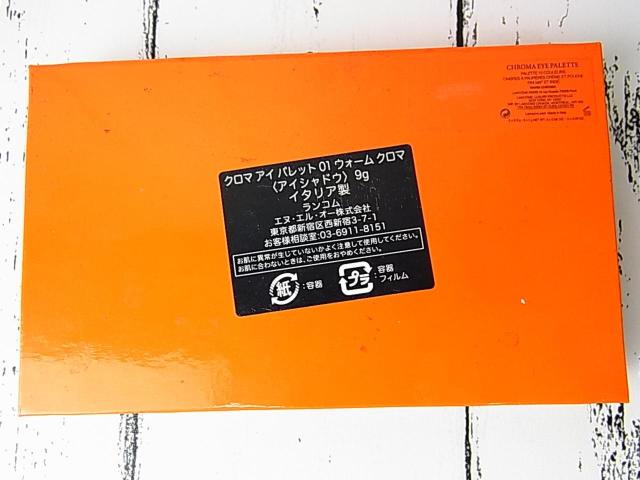 CHROMA EYE PALETTE
PALETTE 10 COULEURS
クロマ アイ パレット 01 ウォーム クロマ
〈アイシャドウ〉 9g
イタリア製
ランコム
エヌ・エル・オー株式会社
東京都新宿区西新宿3-7-1
お客様相談室:03-6911-8151
お肌に異常が生じていないかよく注意して使用してください。
お肌に合わないときは、ご使用をおやめください。
紙 :容器
プラ :容器
フィルム